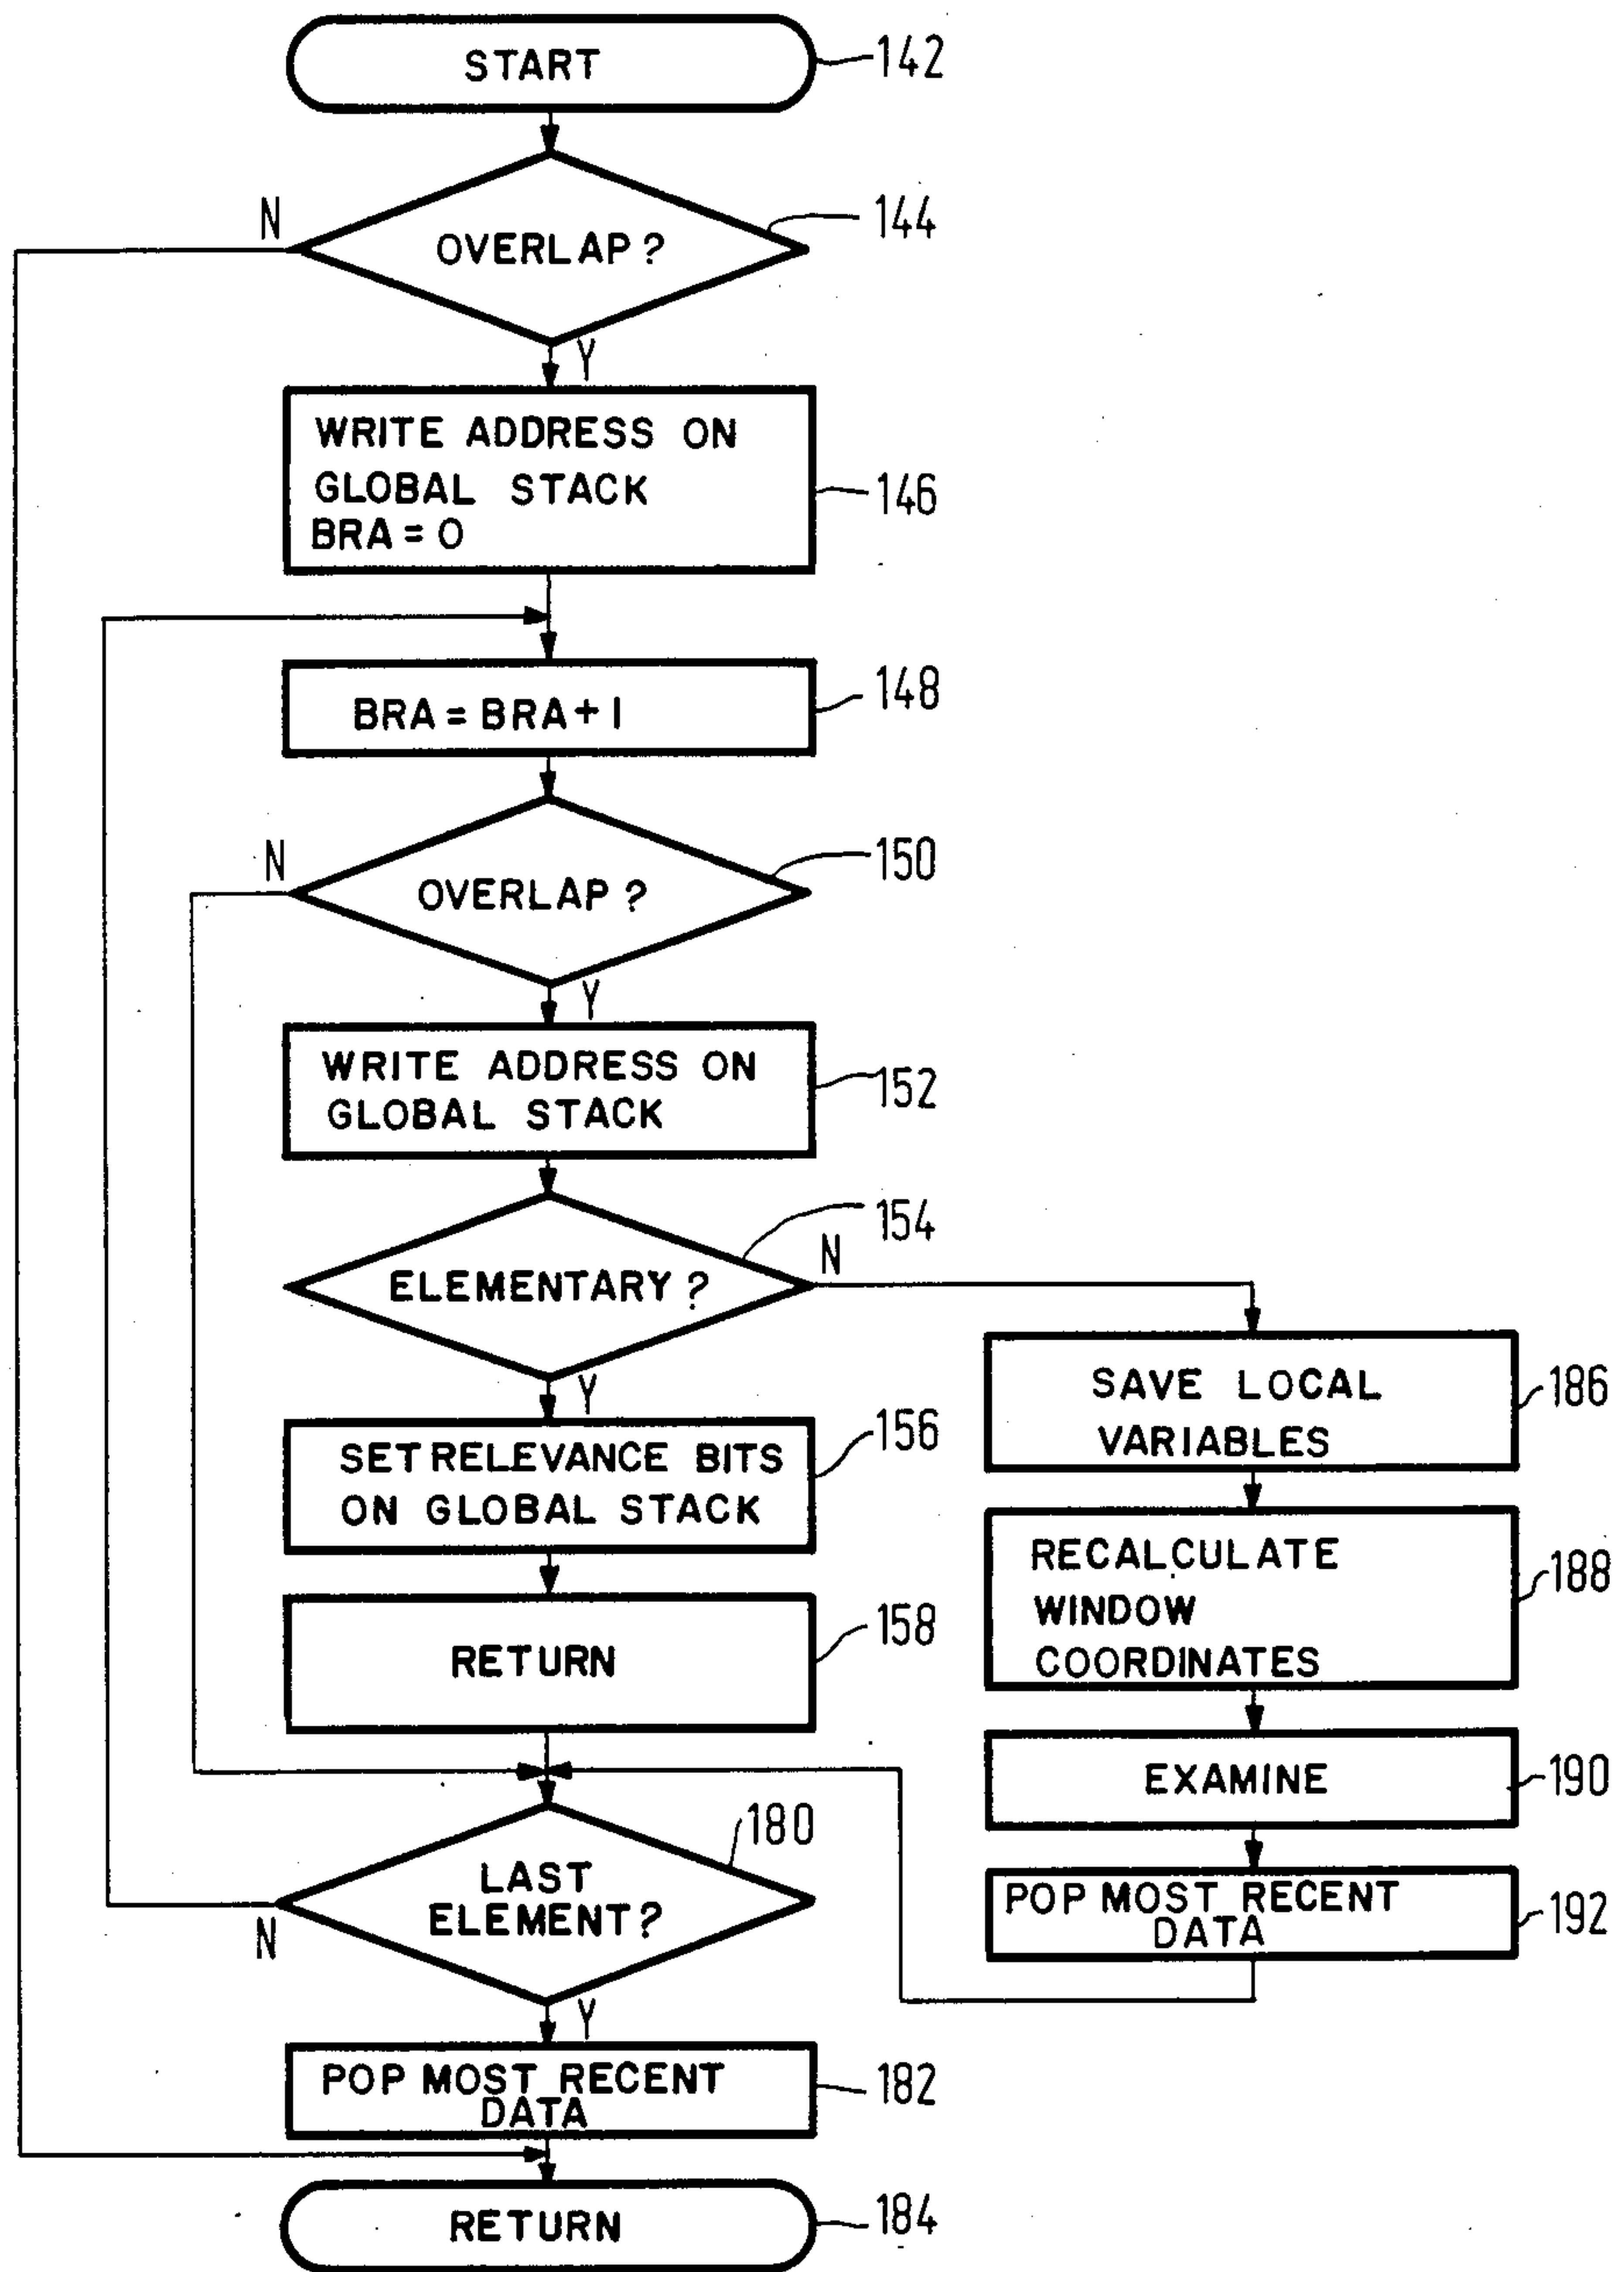 START
142
OVERLAP?
144
N
Y
WRITE ADDRESS ON
GLOBAL STACK
BRA = 0
146
BRA = BRA + 1
148
OVERLAP?
150
N
Y
WRITE ADDRESS ON
GLOBAL STACK
152
ELEMENTARY?
154
N
Y
SET RELEVANCE BITS
ON GLOBAL STACK
156
RETURN
158
SAVE LOCAL
VARIABLES
186
RECALCULATE
WINDOW
COORDINATES
188
EXAMINE
190
POP MOST RECENT
DATA
192
LAST
ELEMENT?
180
N
Y
POP MOST RECENT
DATA
182
RETURN
184